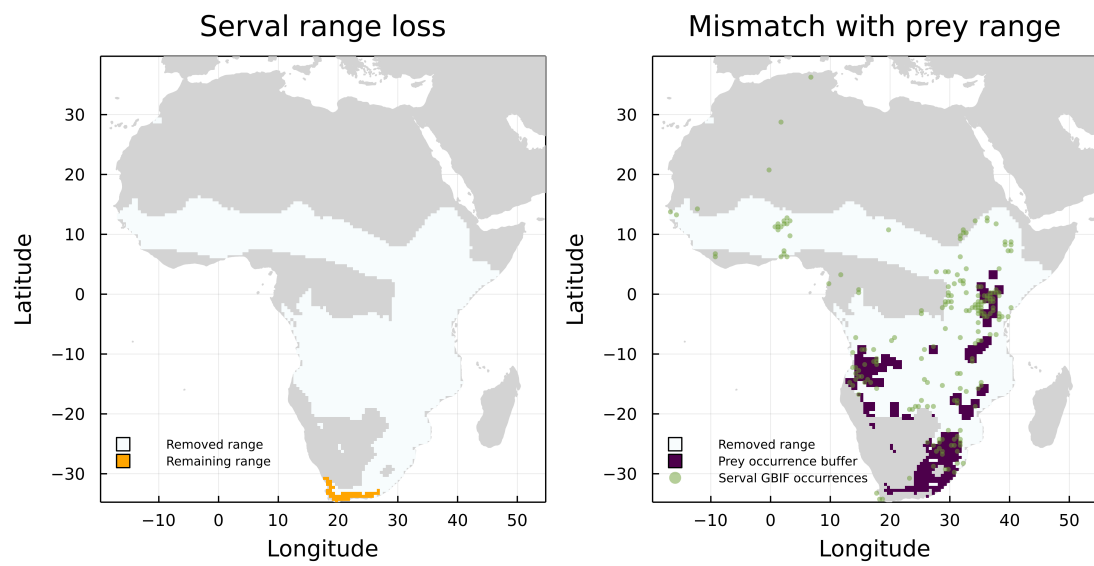 Serval range loss
Latitude
30
20
10
0
−10
−20
−30
Removed range
Remaining range
−10
0
10
20
30
40
50
Longitude
Mismatch with prey range
Latitude
30
20
10
0
−10
−20
−30
Removed range
Prey occurrence buffer
Serval GBIF occurrences
−10
0
10
20
30
40
50
Longitude